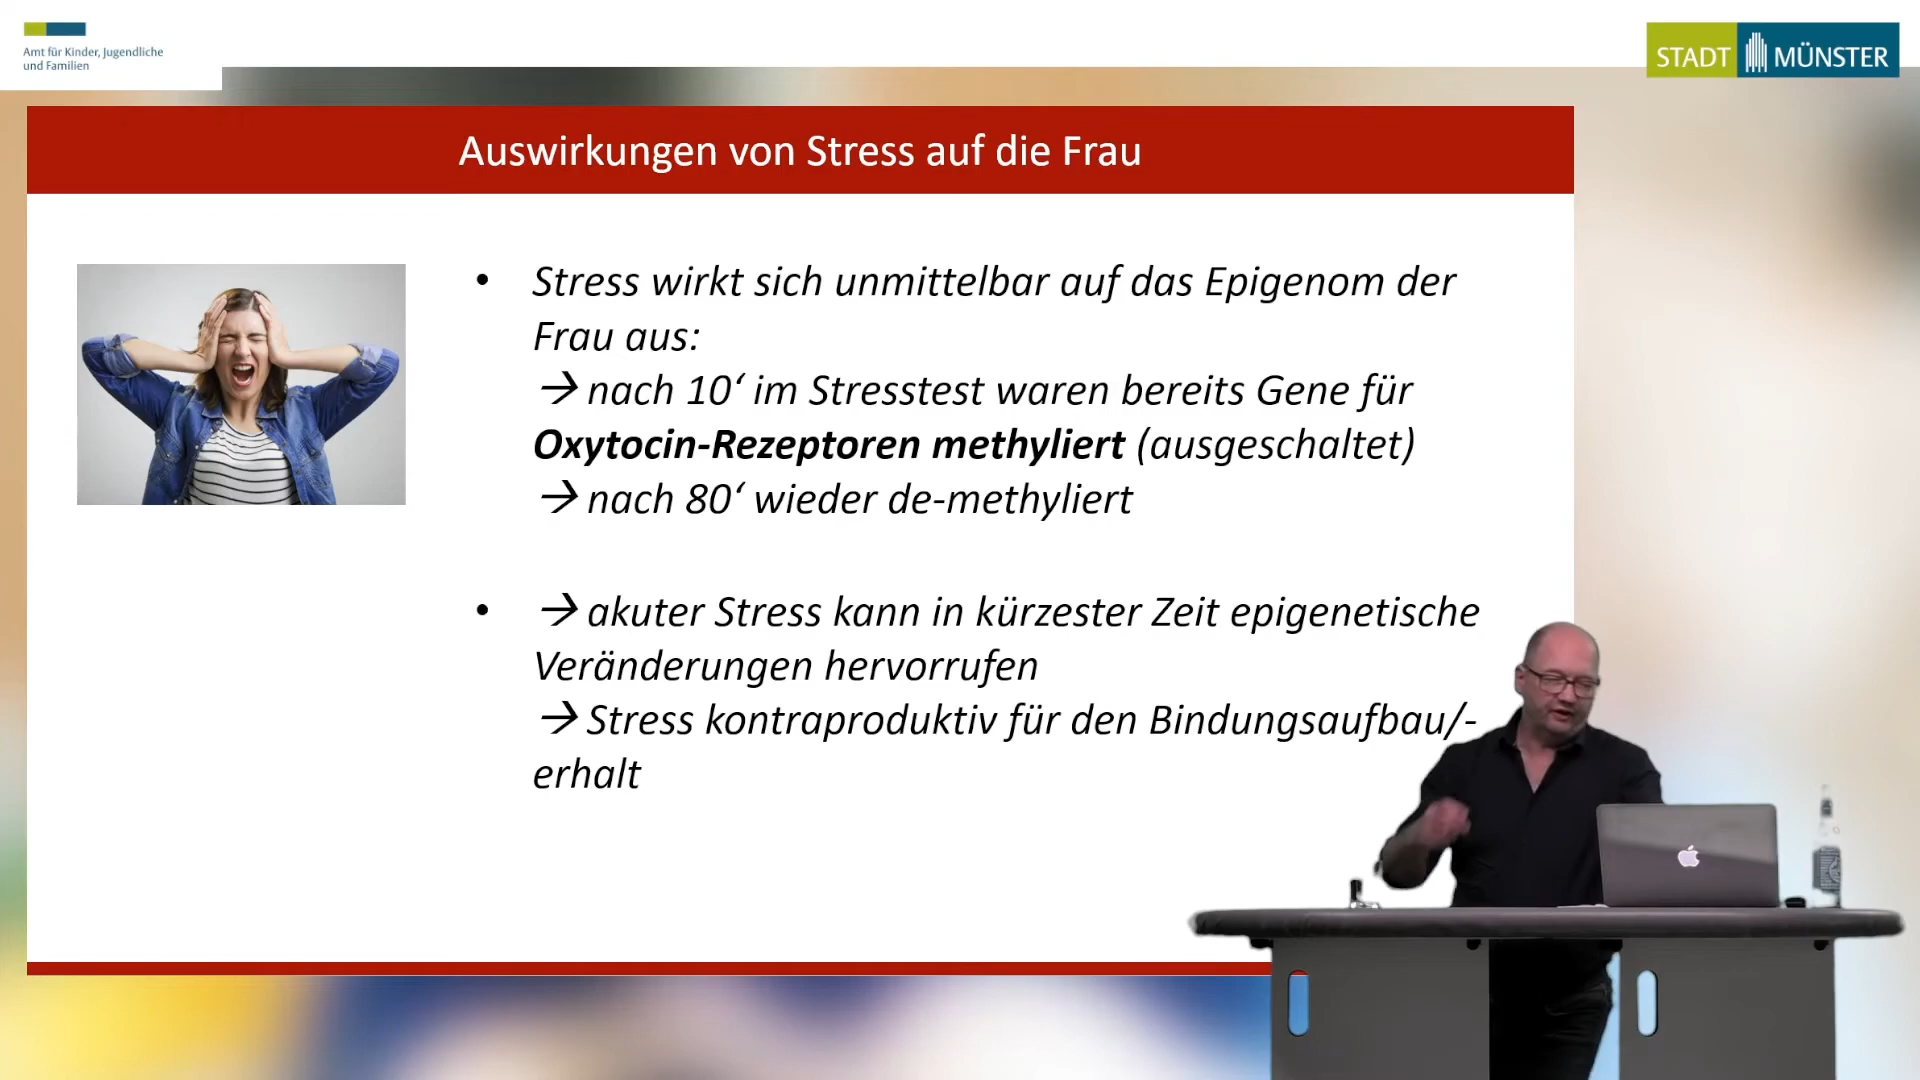 Amt für Kinder, Jugendliche
und Familien
STADT MÜNSTER
Auswirkungen von Stress auf die Frau
• Stress wirkt sich unmittelbar auf das Epigenom der
Frau aus:
→ nach 10‘ im Stresstest waren bereits Gene für
Oxytocin-Rezeptoren methyliert (ausgeschaltet)
→ nach 80‘ wieder de-methyliert
• → akuter Stress kann in kürzester Zeit epigenetische
Veränderungen hervorrufen
→ Stress kontraproduktiv für den Bindungsaufbau/-
erhalt